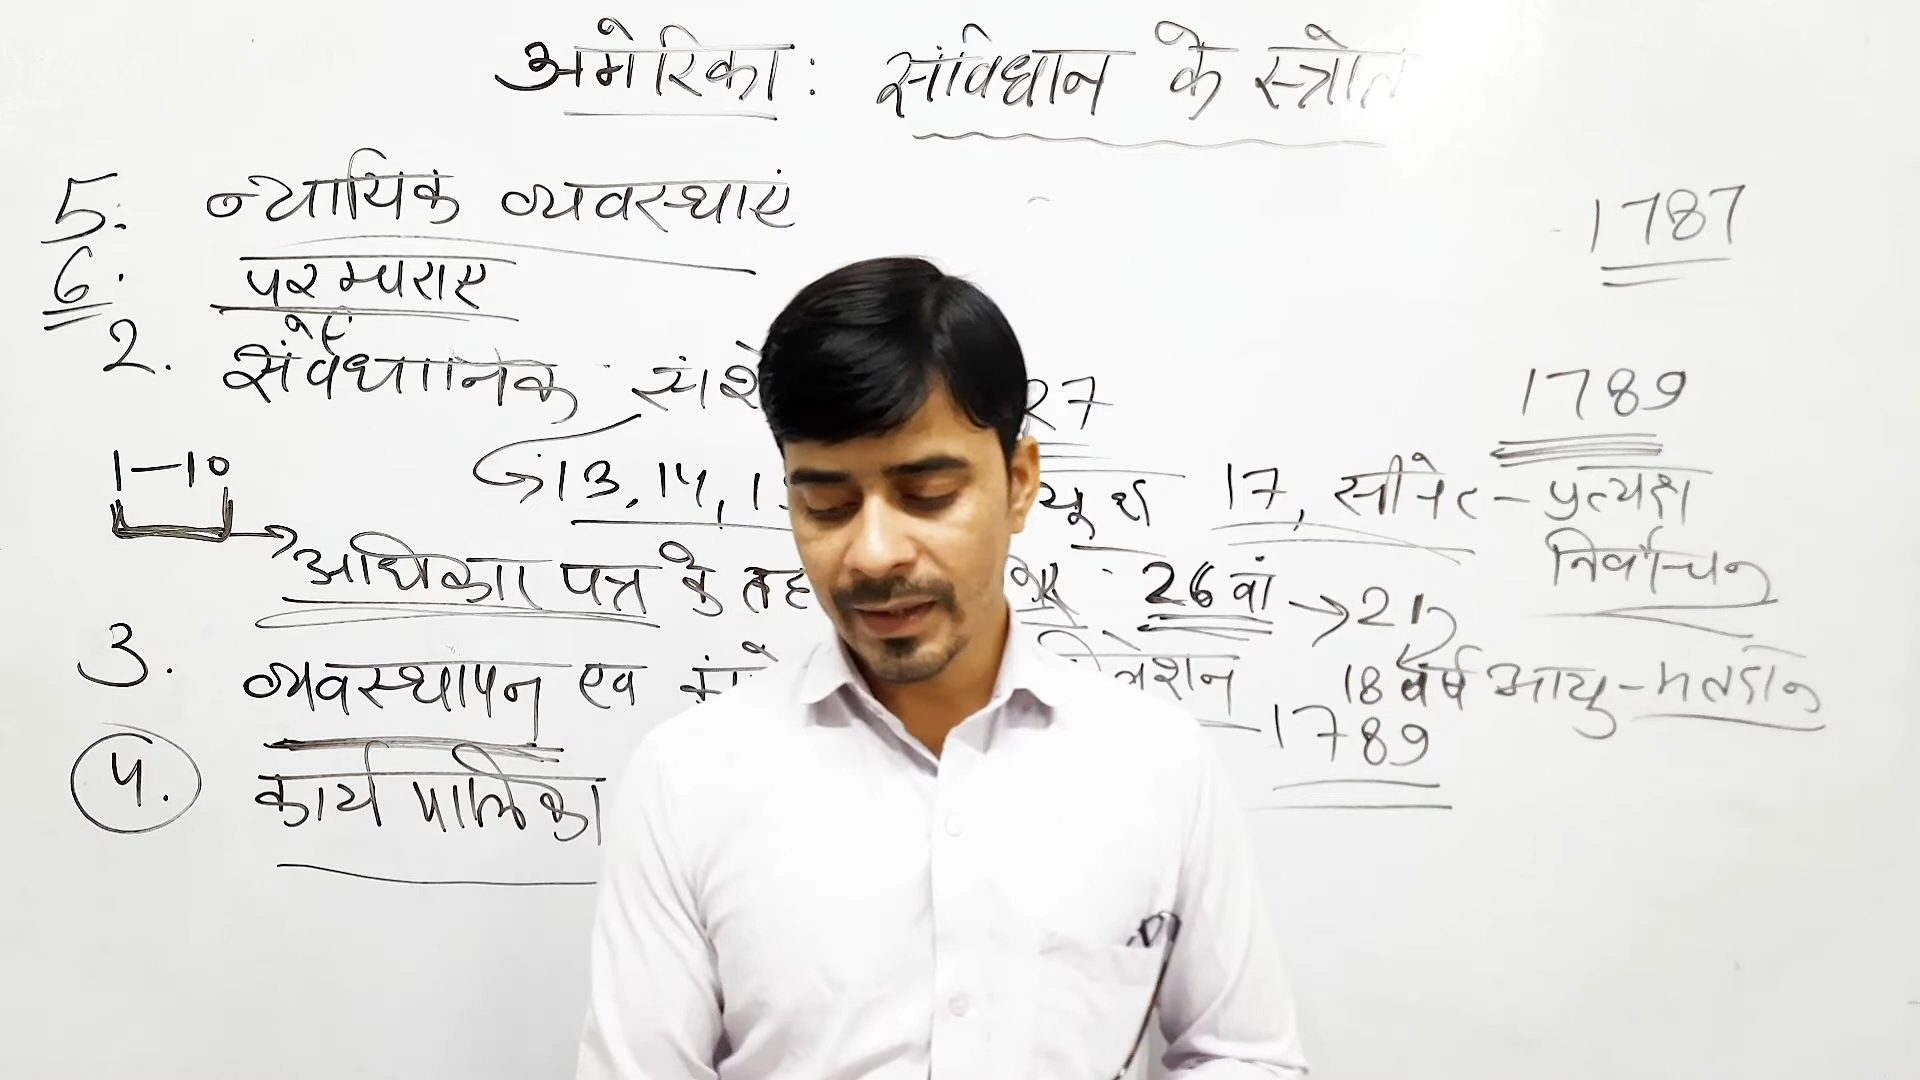 अमेरिका: संविधान के स्त्रोत
5. न्यायिक व्यवस्थाएं
1787
6. परम्पराए
2. संवैधानिक संशो 27
1789
1-10
13, 14, 1 17, सीनेट - प्रत्यक्ष
निर्वाचन
अधिकार पत्र के तह 26 वां → 21
3. व्यवस्थापन एव
18 वर्ष आयु - मतदान
1789
4. कार्य पालिका